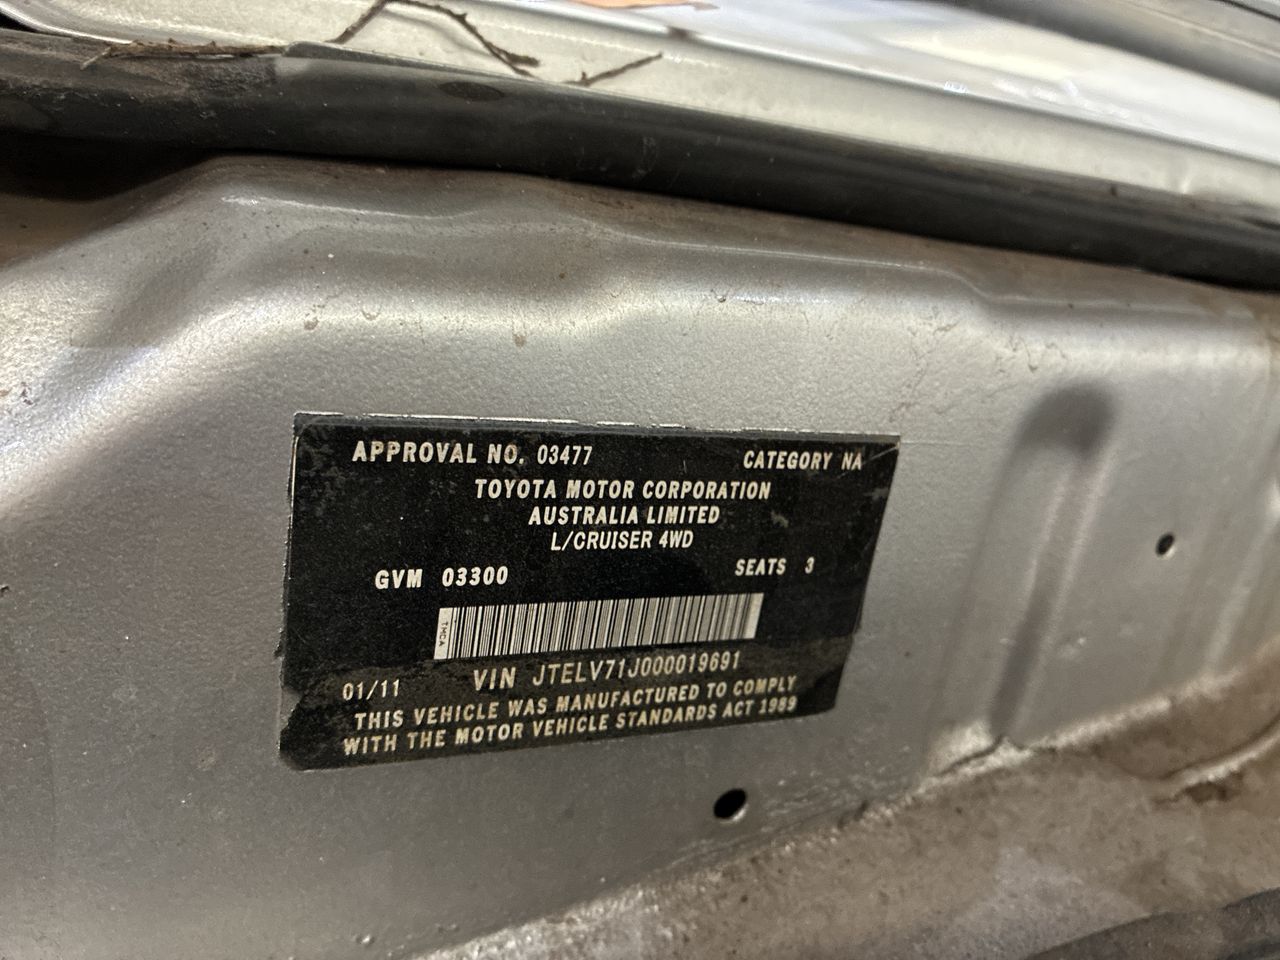 APPROVAL NO. 03477 CATEGORY NA
TOYOTA MOTOR CORPORATION
AUSTRALIA LIMITED
L/CRUISER 4WD
GVM 03300 SEATS 3
TMCA
01/11 VIN JTELV71J000019691
THIS VEHICLE WAS MANUFACTURED TO COMPLY
WITH THE MOTOR VEHICLE STANDARDS ACT 1989